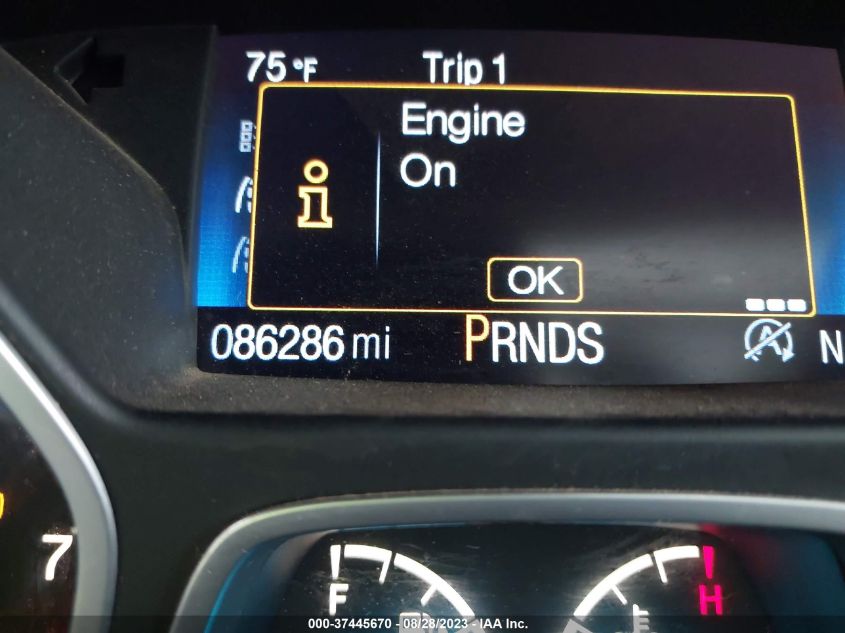 75 °F Trip 1
Engine
On
OK
086286 mi PRNDS A N
7
F H
E
000-37445670 - 08/28/2023 - IAA Inc.